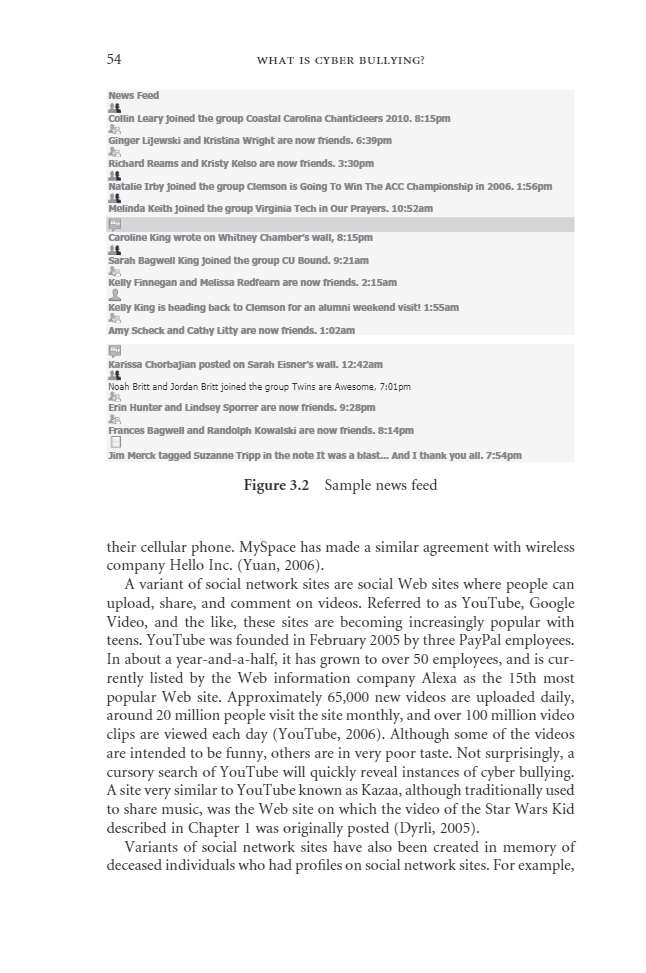 54
WHAT IS CYBER BULLYING?
News Feed
Collin Leary joined the group Coastal Carolina Chanticleers 2010. 8:15pm
Ginger Lijewski and Kristina Wright are now friends. 6:39pm
Richard Reams and Kristy Kelso are now friends. 3:30pm
Natalie Irby joined the group Clemson is Going To Win The ACC Championship in 2006. 1:56pm
Melinda Keith joined the group Virginia Tech in Our Prayers. 10:52am
Caroline King wrote on Whitney Chamber's wall, 8:15pm
Sarah Bagwell King joined the group CU Bound. 9:21am
Kelly Finnegan and Melissa Redfearn are now friends. 2:15am
Kelly King is heading back to Clemson for an alumni weekend visit! 1:55am
Amy Scheck and Cathy Litty are now friends. 1:02am
Karissa Chorbajian posted on Sarah Eisner's wall. 12:42am
Noah Britt and Jordan Britt joined the group Twins are Awesome, 7:01pm
Erin Hunter and Lindsey Sporrer are now friends. 9:28pm
Frances Bagwell and Randolph Kowalski are now friends. 8:14pm
Jim Merck tagged Suzanne Tripp in the note It was a blast... And I thank you all. 7:54pm
Figure 3.2 Sample news feed
their cellular phone. MySpace has made a similar agreement with wireless
company Hello Inc. (Yuan, 2006).
A variant of social network sites are social Web sites where people can
upload, share, and comment on videos. Referred to as YouTube, Google
Video, and the like, these sites are becoming increasingly popular with
teens. YouTube was founded in February 2005 by three PayPal employees.
In about a year-and-a-half, it has grown to over 50 employees, and is cur-
rently listed by the Web information company Alexa as the 15th most
popular Web site. Approximately 65,000 new videos are uploaded daily,
around 20 million people visit the site monthly, and over 100 million video
clips are viewed each day (YouTube, 2006). Although some of the videos
are intended to be funny, others are in very poor taste. Not surprisingly, a
cursory search of YouTube will quickly reveal instances of cyber bullying.
A site very similar to YouTube known as Kazaa, although traditionally used
to share music, was the Web site on which the video of the Star Wars Kid
described in Chapter 1 was originally posted (Dyrli, 2005).
Variants of social network sites have also been created in memory of
deceased individuals who had profiles on social network sites. For example,